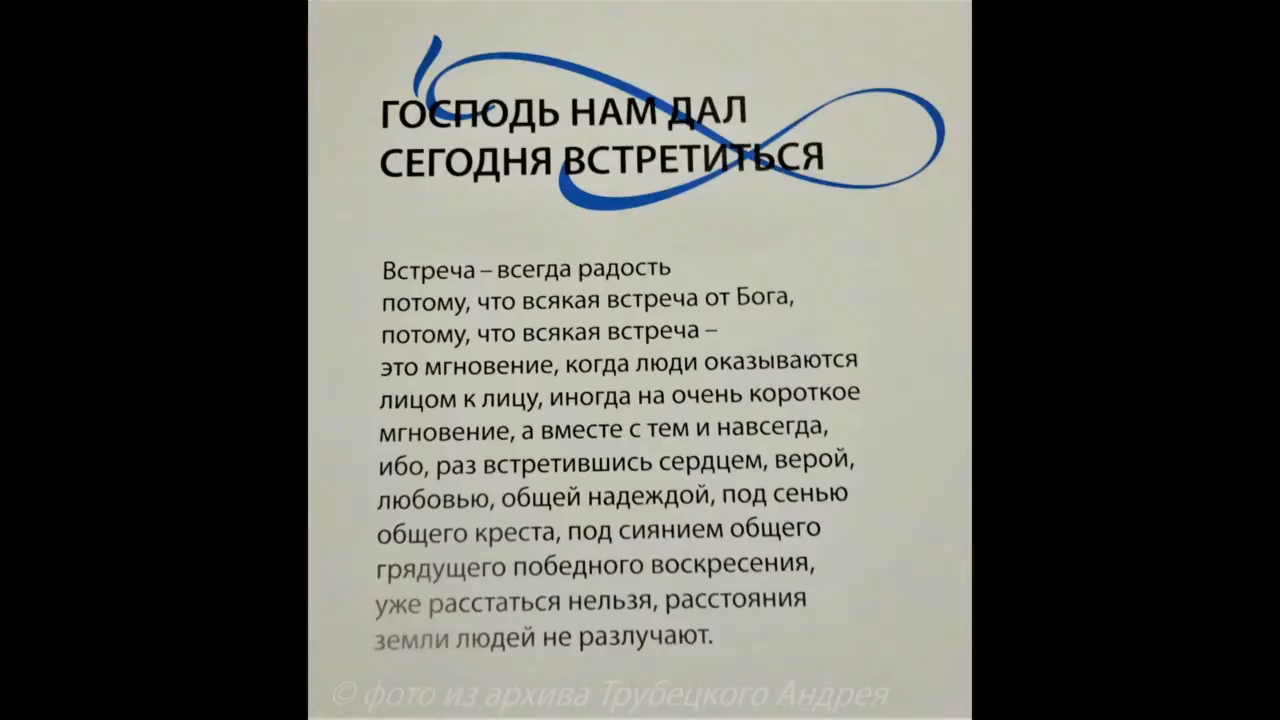 ГОСПОДЬ НАМ ДАЛ
СЕГОДНЯ ВСТРЕТИТЬСЯ
Встреча – всегда радость
потому, что всякая встреча от Бога,
потому, что всякая встреча –
это мгновение, когда люди оказываются
лицом к лицу, иногда на очень короткое
мгновение, а вместе с тем и навсегда,
ибо, раз встретившись сердцем, верой,
любовью, общей надеждой, под сенью
общего креста, под сиянием общего
грядущего победного воскресения,
уже расстаться нельзя, расстояния
земли людей не разлучают.
© фото из архива Трубецкого Андрея